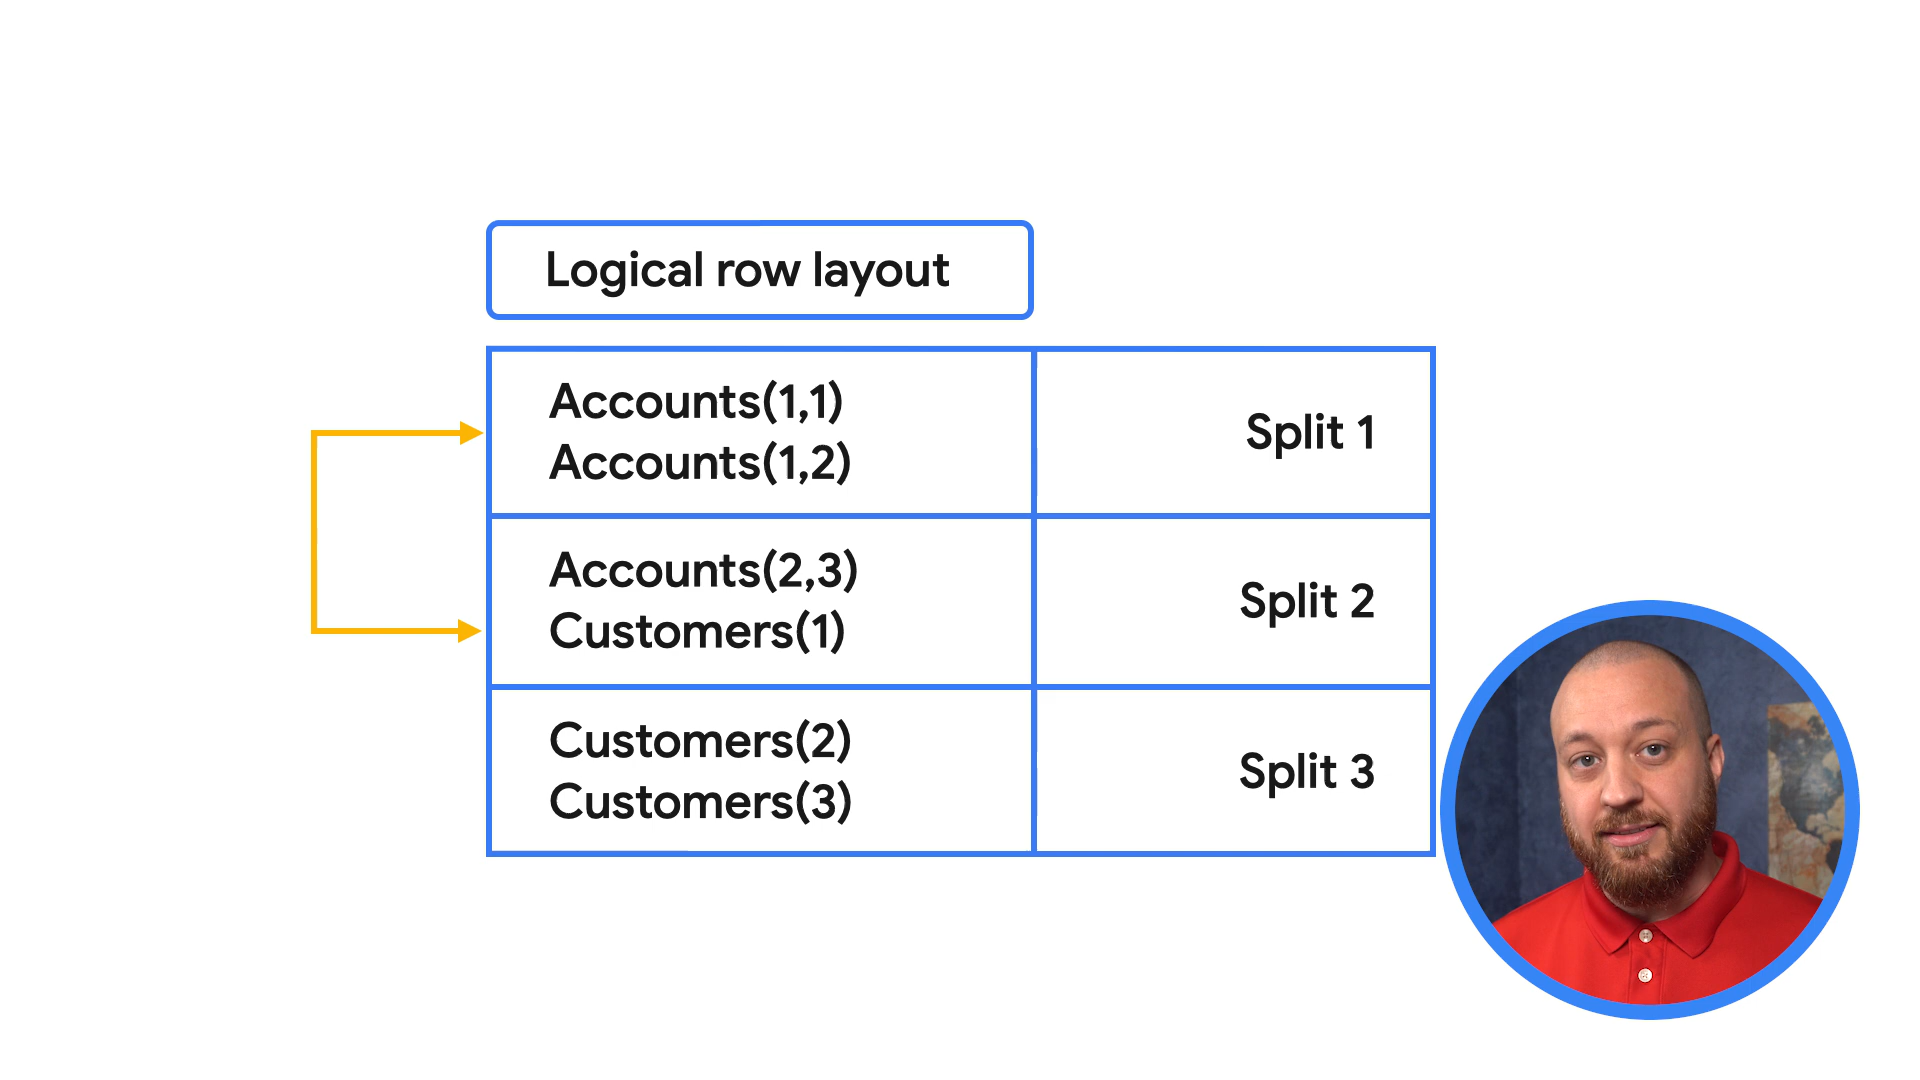 Logical row layout
Accounts(1,1)
Accounts(1,2)
Split 1
Accounts(2,3)
Customers(1)
Split 2
Customers(2)
Customers(3)
Split 3